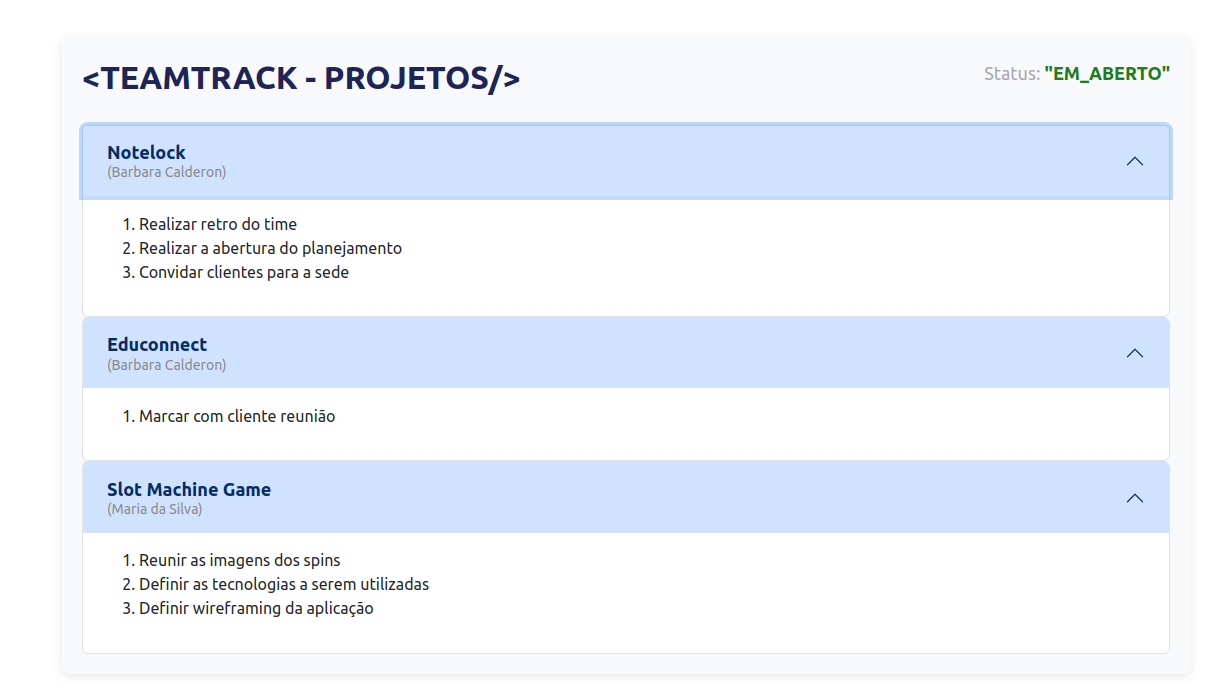 <TEAMTRACK - PROJETOS/>
Status: "EM_ABERTO"
Notelock
(Barbara Calderon)
1. Realizar retro do time
2. Realizar a abertura do planejamento
3. Convidar clientes para a sede
Educonnect
(Barbara Calderon)
1. Marcar com cliente reunião
Slot Machine Game
(Maria da Silva)
1. Reunir as imagens dos spins
2. Definir as tecnologias a serem utilizadas
3. Definir wireframing da aplicação